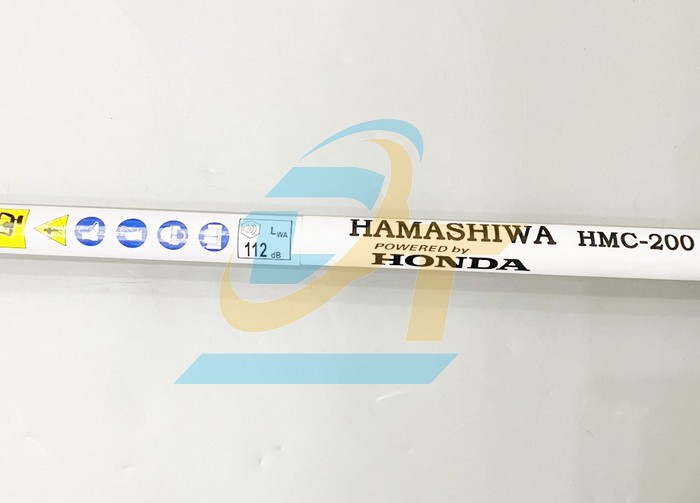 HAMASHIWA HMC-200
POWERED by
HONDA
LWA
112 dB